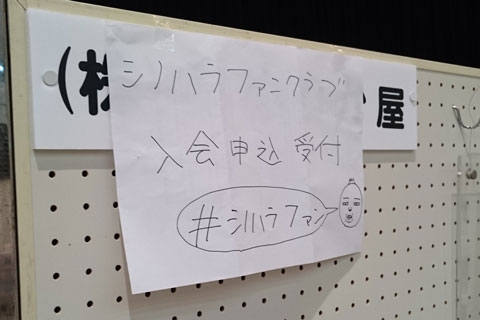 (株
屋
シノハラファンクラブ
入会申込受付
#シノハラファン